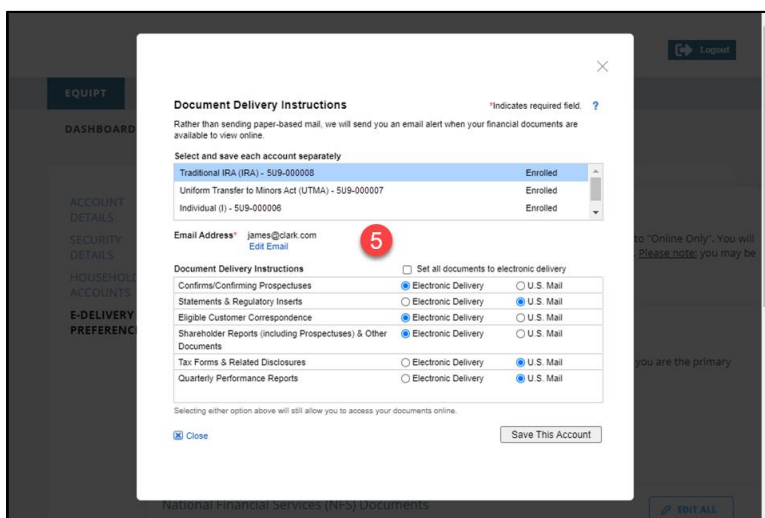 Logout
EQUIPT
DASHBOARD
ACCOUNT
DETAILS
SECURITY
DETAILS
HOUSEHOLD
ACCOUNTS
E-DELIVERY
PREFERENC
Document Delivery Instructions *Indicates required field. ?
Rather than sending paper-based mail, we will send you an email alert when your financial documents are
available to view online.
Select and save each account separately
Traditional IRA (IRA) - 5U9-000008 Enrolled
Uniform Transfer to Minors Act (UTMA) - 5U9-000007 Enrolled
Individual (I) - 5U9-000006 Enrolled
Email Address* james@clark.com
Edit Email
5
Document Delivery Instructions Set all documents to electronic delivery
Confirms/Confirming Prospectuses Electronic Delivery U.S. Mail
Statements & Regulatory Inserts Electronic Delivery U.S. Mail
Eligible Customer Correspondence Electronic Delivery U.S. Mail
Shareholder Reports (including Prospectuses) & Other Electronic Delivery U.S. Mail
Documents
Tax Forms & Related Disclosures Electronic Delivery U.S. Mail
Quarterly Performance Reports Electronic Delivery U.S. Mail
Selecting either option above will still allow you to access your documents online.
Close Save This Account
to "Online Only". You will
Please note: you may be
you are the primary
National Financial Services (NFS) Documents
EDIT ALL